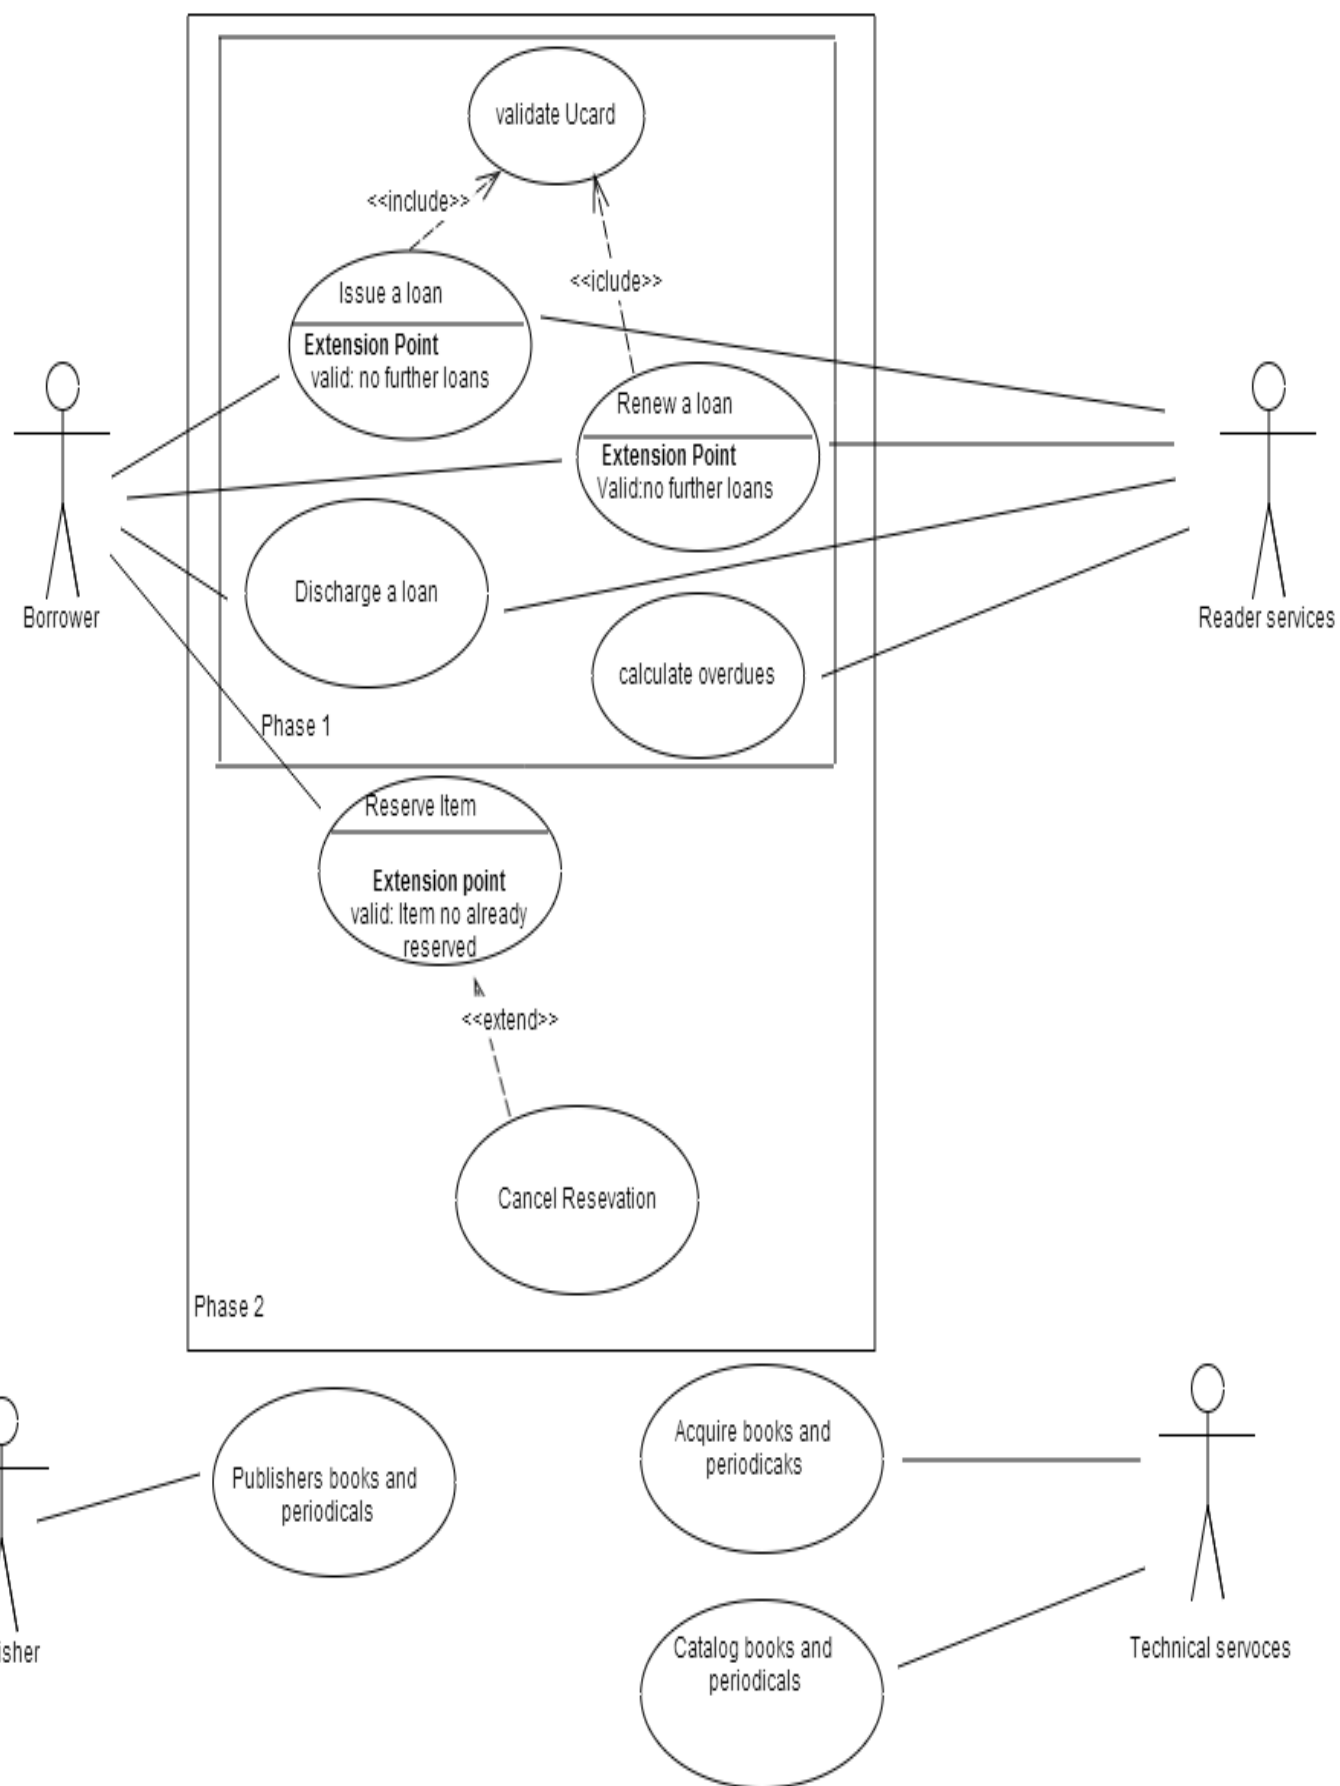 validate Ucard
<<include>>
<<iclude>>
Issue a loan
Extension Point
valid: no further loans
Renew a loan
Extension Point
Valid:no further loans
Discharge a loan
Borrower
Reader services
calculate overdues
Phase 1
Reserve Item
Extension point
valid: Item no already
reserved
<<extend>>
Cancel Resevation
Phase 2
Acquire books and
periodicaks
Publishers books and
periodicals
Catalog books and
periodicals
isher
Technical servoces